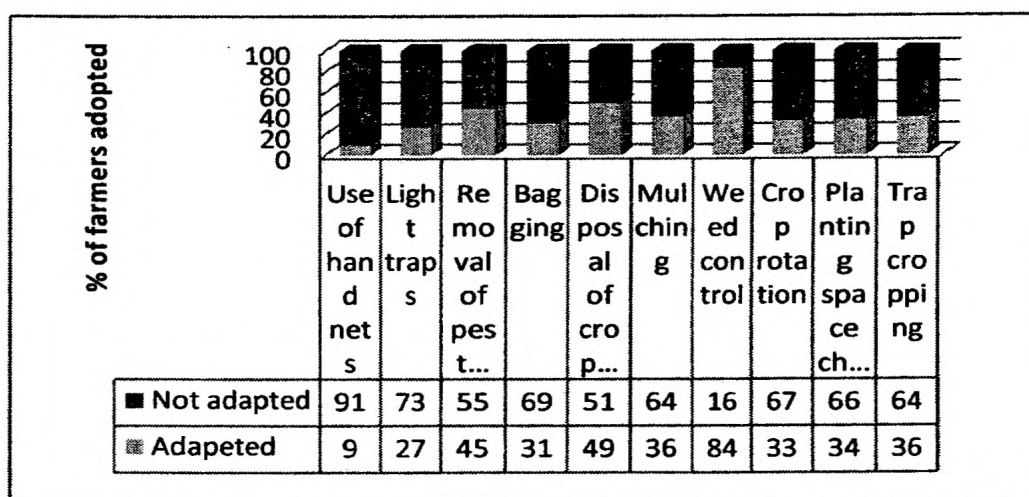 % of farmers adopted
100
80
60
40
20
0
Use of hand nets
Light traps
Removal of pest...
Bagging
Disposal of crop...
Mulching
Weed control
Crop rotation
Planting space ch...
Trap cropping
Not adapted 91 73 55 69 51 64 16 67 66 64
Adapeted 9 27 45 31 49 36 84 33 34 36